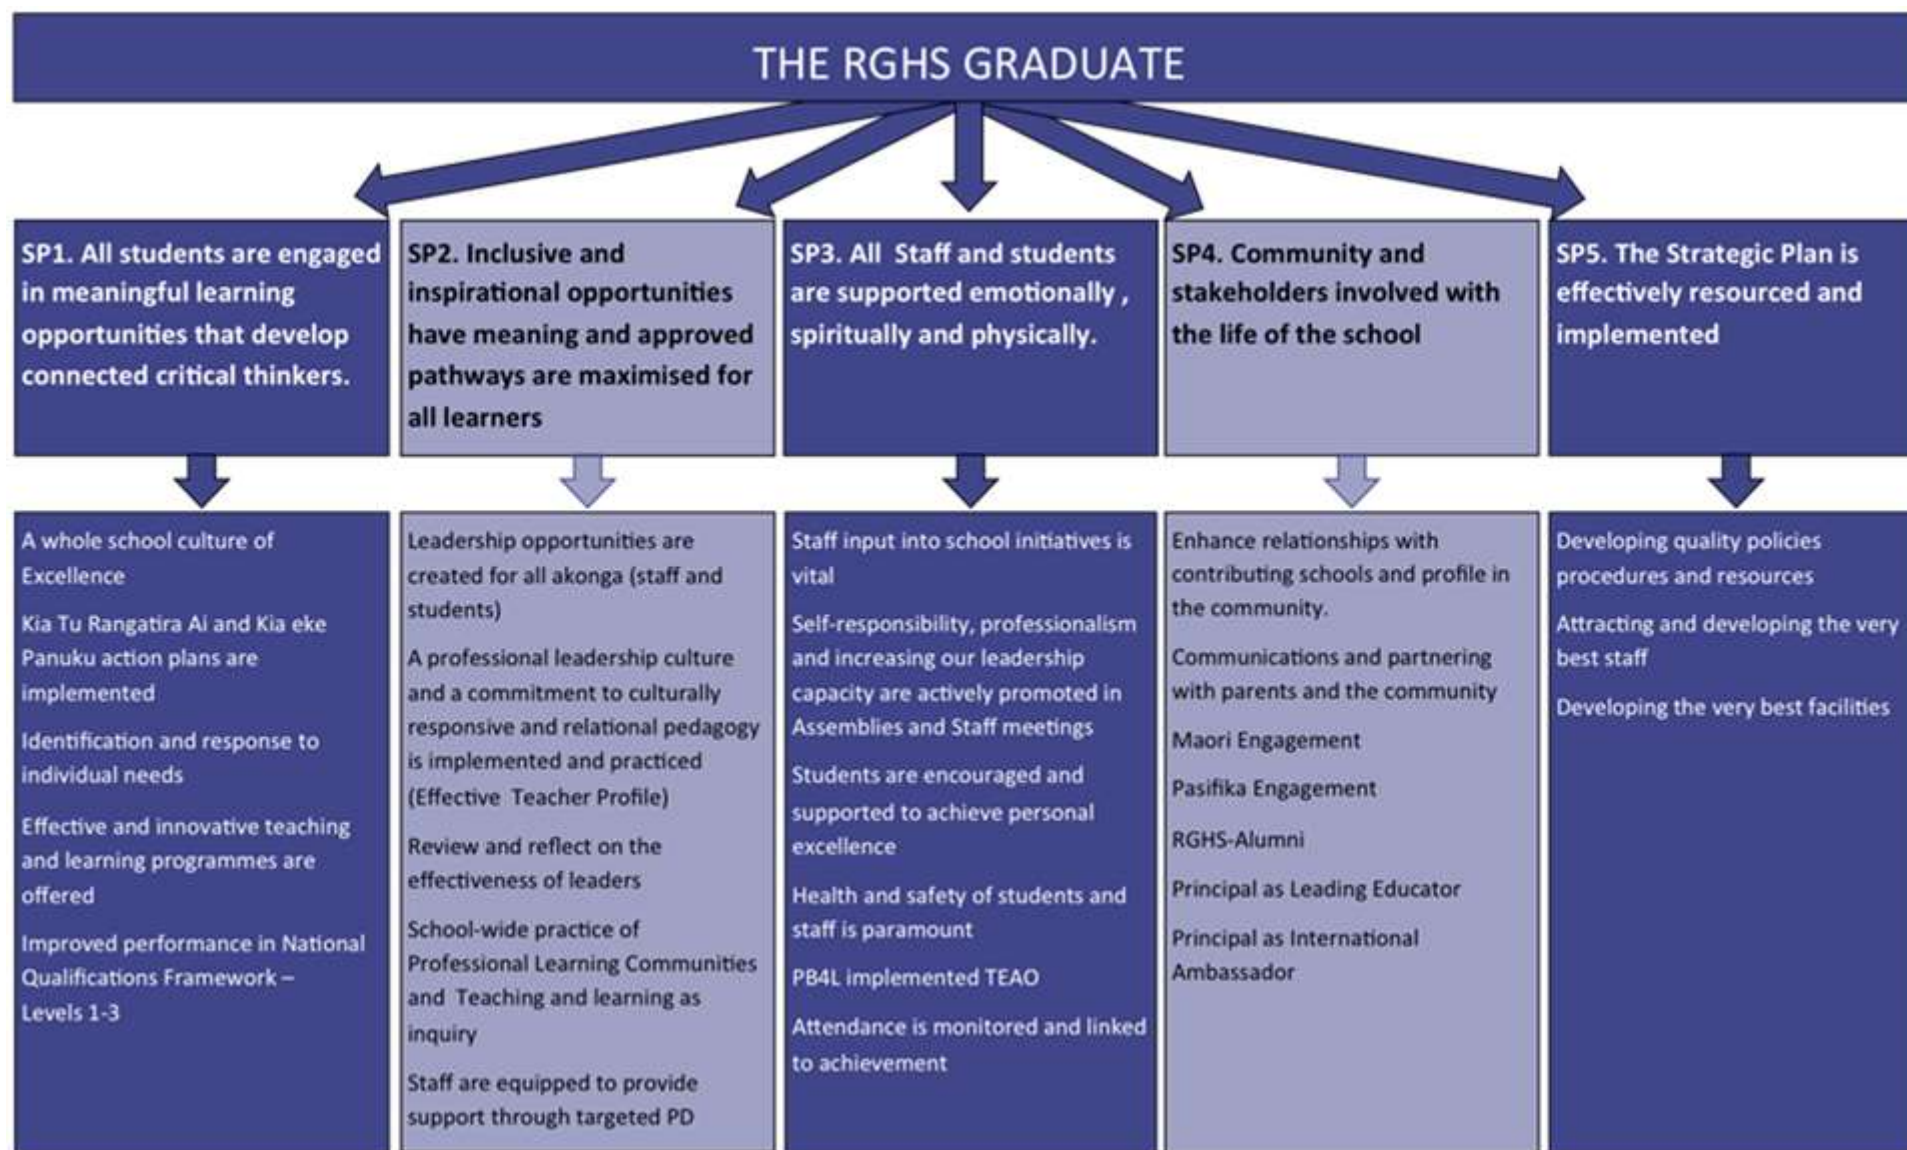 THE RGHS GRADUATE
SP1. All students are engaged
in meaningful learning
opportunities that develop
connected critical thinkers.
SP2. Inclusive and
inspirational opportunities
have meaning and approved
pathways are maximised for
all learners
SP3. All Staff and students
are supported emotionally ,
spiritually and physically.
SP4. Community and
stakeholders involved with
the life of the school
SP5. The Strategic Plan is
effectively resourced and
implemented
A whole school culture of
Excellence
Kia Tu Rangatira Ai and Kia eke
Panuku action plans are
implemented
Identification and response to
individual needs
Effective and innovative teaching
and learning programmes are
offered
Improved performance in National
Qualifications Framework –
Levels 1-3
Leadership opportunities are
created for all akonga (staff and
students)
A professional leadership culture
and a commitment to culturally
responsive and relational pedagogy
is implemented and practiced
(Effective Teacher Profile)
Review and reflect on the
effectiveness of leaders
School-wide practice of
Professional Learning Communities
and Teaching and learning as
inquiry
Staff are equipped to provide
support through targeted PD
Staff input into school initiatives is
vital
Self-responsibility, professionalism
and increasing our leadership
capacity are actively promoted in
Assemblies and Staff meetings
Students are encouraged and
supported to achieve personal
excellence
Health and safety of students and
staff is paramount
PB4L implemented TEAO
Attendance is monitored and linked
to achievement
Enhance relationships with
contributing schools and profile in
the community.
Communications and partnering
with parents and the community
Maori Engagement
Pasifika Engagement
RGHS-Alumni
Principal as Leading Educator
Principal as International
Ambassador
Developing quality policies
procedures and resources
Attracting and developing the very
best staff
Developing the very best facilities